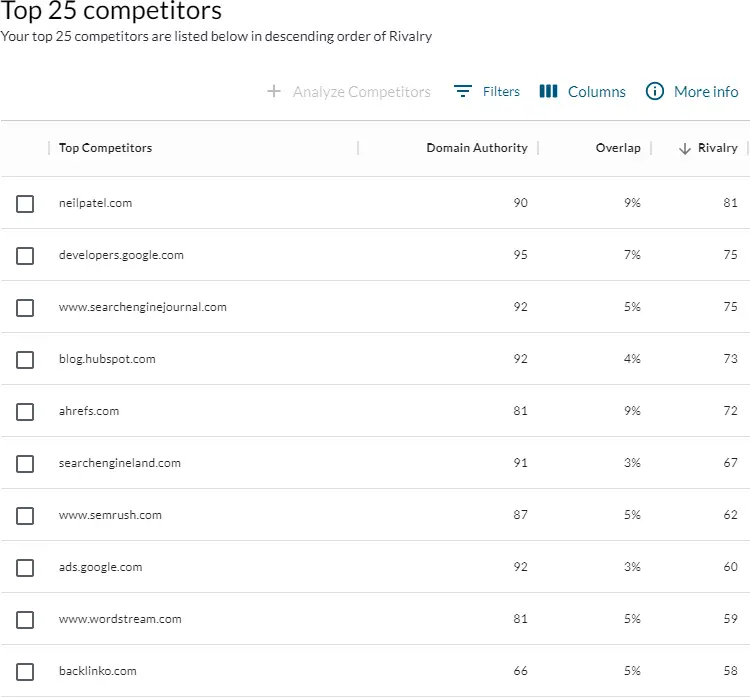 Top 25 competitors
Your top 25 competitors are listed below in descending order of Rivalry
Analyze Competitors Filters Columns More info
Top Competitors Domain Authority Overlap Rivalry
neilpatel.com 90 9% 81
developers.google.com 95 7% 75
www.searchenginejournal.com 92 5% 75
blog.hubspot.com 92 4% 73
ahrefs.com 81 9% 72
searchengineland.com 91 3% 67
www.semrush.com 87 5% 62
ads.google.com 92 3% 60
www.wordstream.com 81 5% 59
backlinko.com 66 5% 58